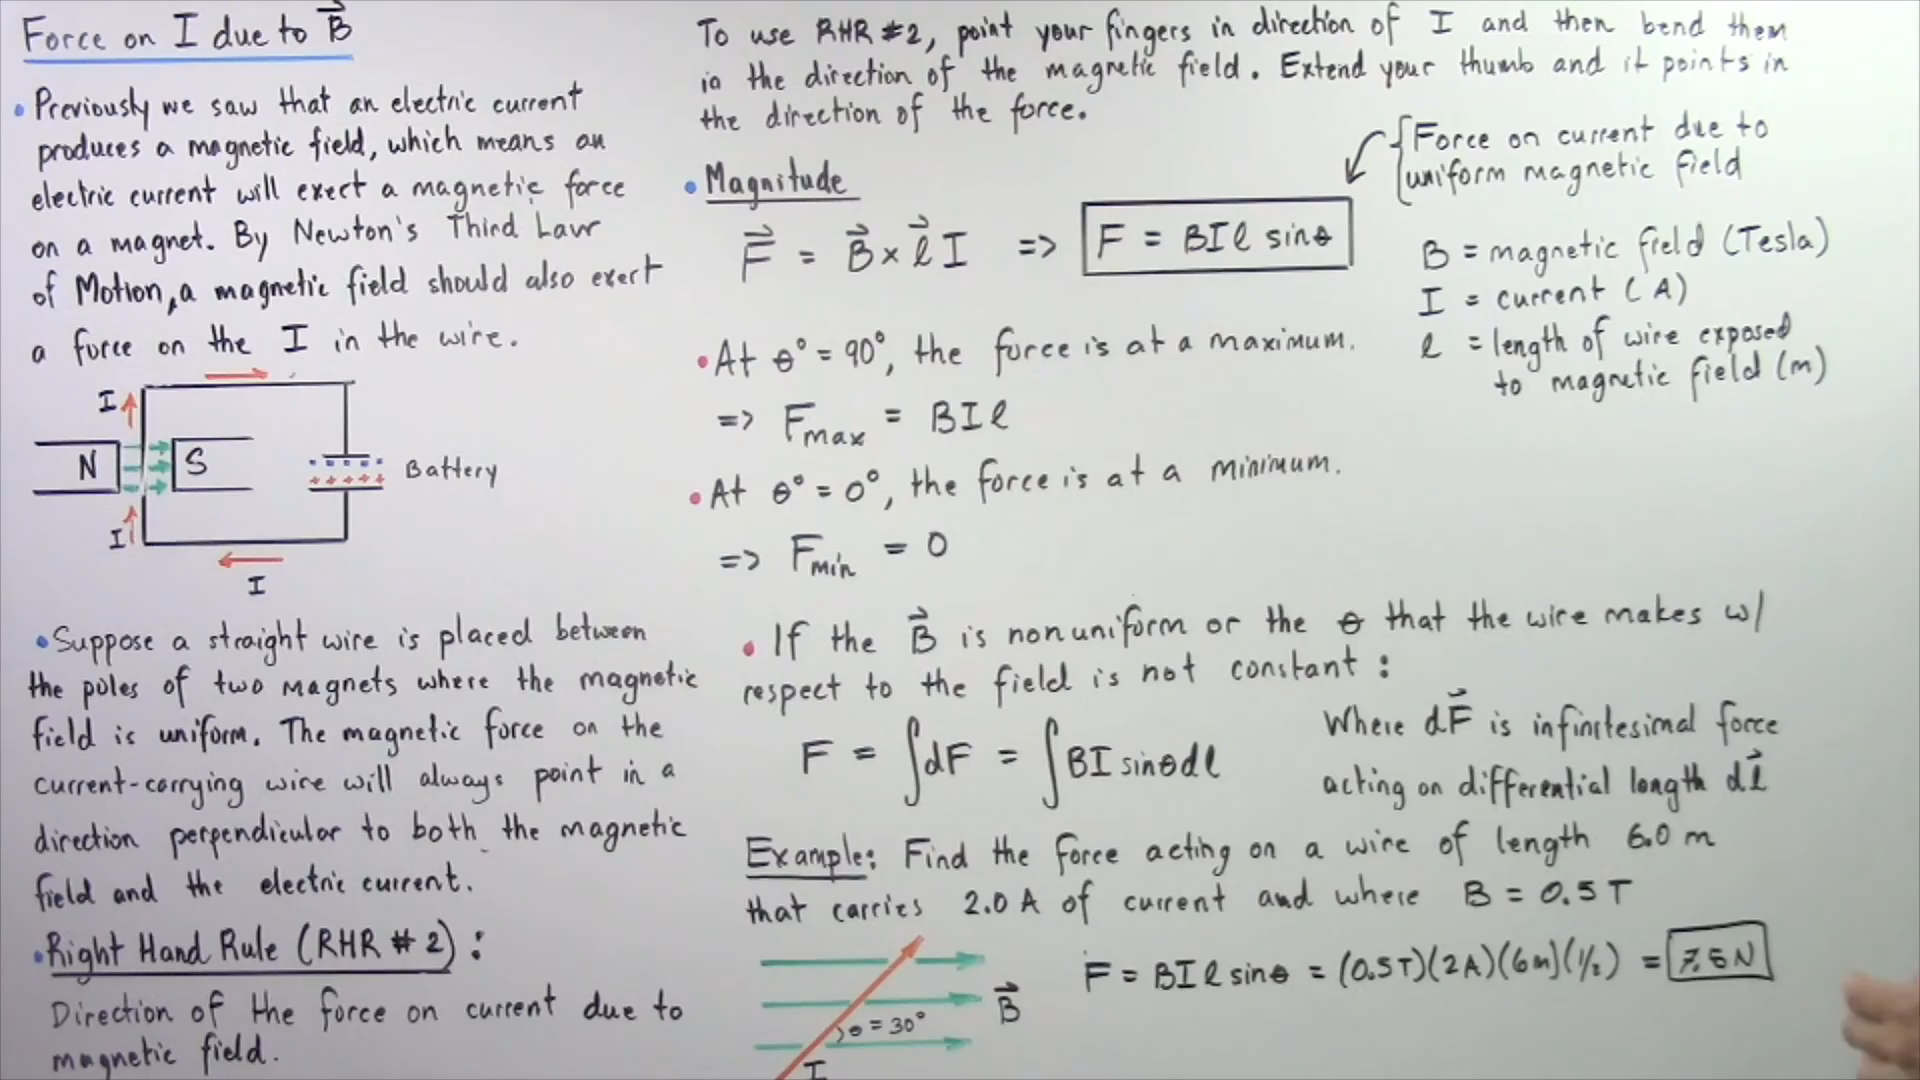 Force on I due to B
• Previously we saw that an electric current
produces a magnetic field, which means an
electric current will exert a magnetic force
on a magnet. By Newton's Third Law
of Motion, a magnetic field should also exert
a force on the I in the wire.
I
N
S
Battery
I
I
• Suppose a straight wire is placed between
the poles of two magnets where the magnetic
field is uniform. The magnetic force on the
current-carrying wire will always point in a
direction perpendicular to both the magnetic
field and the electric current.
• Right Hand Rule (RHR # 2):
Direction of the force on current due to
magnetic field.
To use RHR #2, point your fingers in direction of I and then bend them
in the direction of the magnetic field. Extend your thumb and it points in
the direction of the force.
• Magnitude
F = B × ℓ I => F = BIℓ sinθ
{Force on current due to
uniform magnetic field
B = magnetic field (Tesla)
I = current (A)
ℓ = length of wire exposed
to magnetic field (m)
• At θ° = 90°, the force is at a maximum.
=> Fmax = BIℓ
• At θ° = 0°, the force is at a minimum.
=> Fmin = 0
• If the B is nonuniform or the θ that the wire makes w/
respect to the field is not constant:
F = ∫dF = ∫BI sinθdℓ
Where dF is infinitesimal force
acting on differential length dℓ
Example: Find the force acting on a wire of length 6.0 m
that carries 2.0 A of current and where B = 0.5 T
θ = 30°
B
I
F = BIℓ sinθ = (0.5T)(2A)(6m)(1/2) =